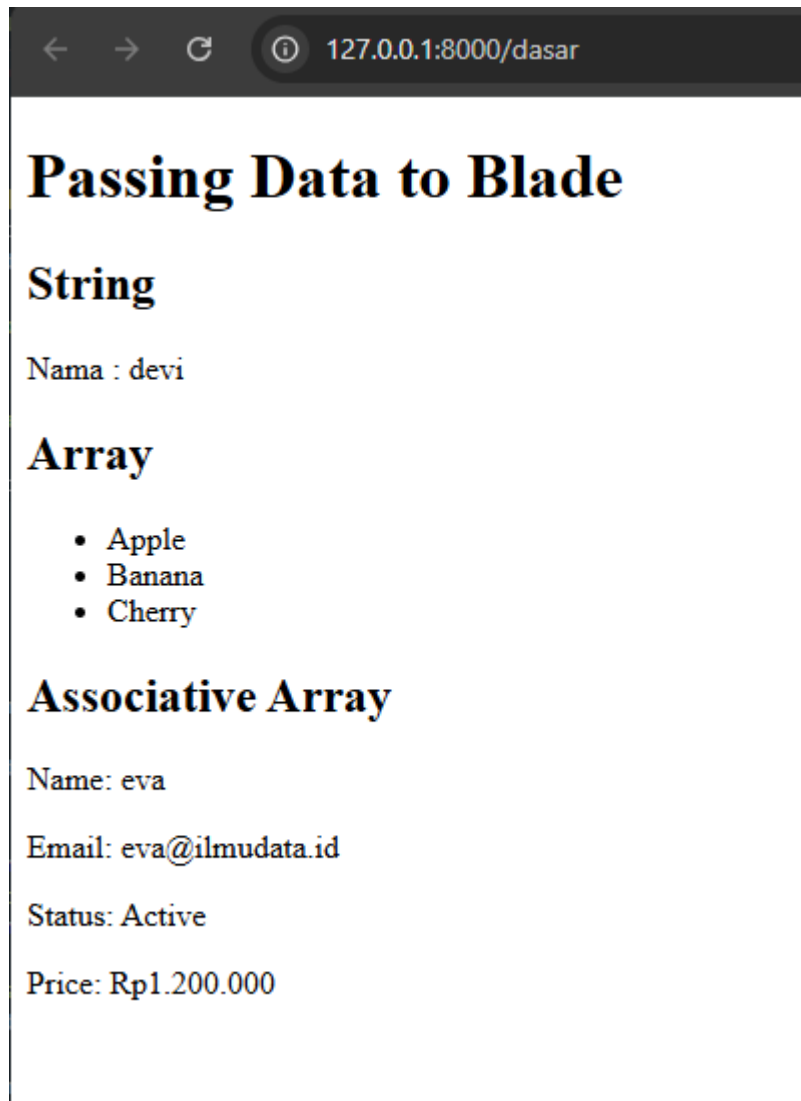 127.0.0.1:8000/dasar
Passing Data to Blade
String
Nama : devi
Array
• Apple
• Banana
• Cherry
Associative Array
Name: eva
Email: eva@ilmudata.id
Status: Active
Price: Rp1.200.000